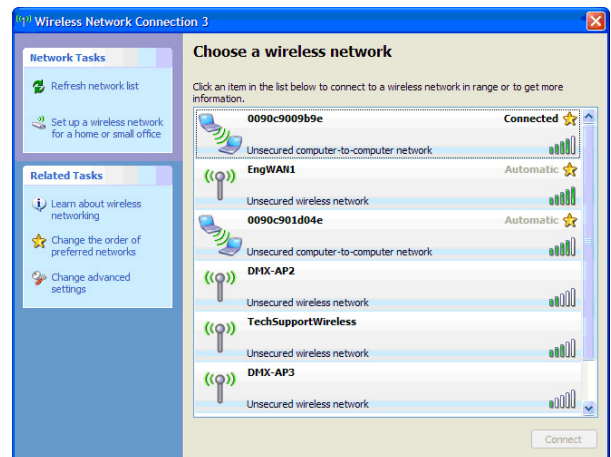 Wireless Network Connection 3
Network Tasks
Refresh network list
Set up a wireless network
for a home or small office
Related Tasks
Learn about wireless
networking
Change the order of
preferred networks
Change advanced
settings
Choose a wireless network
Click an item in the list below to connect to a wireless network in range or to get more
information.
0090c9009b9e Connected
Unsecured computer-to-computer network
EngWAN1 Automatic
Unsecured wireless network
0090c901d04e Automatic
Unsecured computer-to-computer network
DMX-AP2
Unsecured wireless network
TechSupportWireless
Unsecured wireless network
DMX-AP3
Unsecured wireless network
Connect